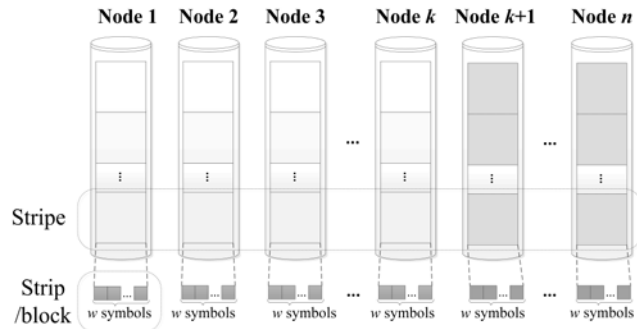 Node 1 Node 2 Node 3 Node k Node k+1 Node n
... ...
⋮ ⋮ ⋮ ⋮ ⋮ ⋮
Stripe
... ... ... ... ... ... ... ...
Strip
/block
w symbols w symbols w symbols w symbols w symbols w symbols